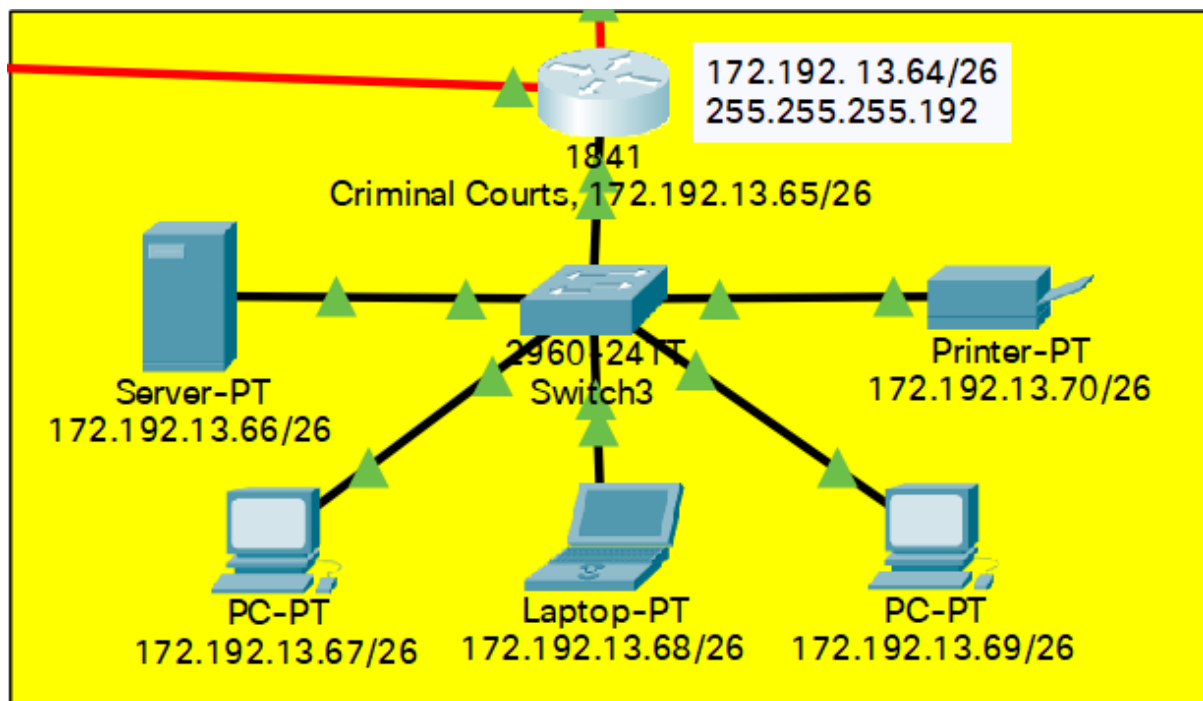 172.192. 13.64/26
255.255.255.192
1841
Criminal Courts, 172.192.13.65/26
2960-24TT
Switch3
Server-PT
172.192.13.66/26
Printer-PT
172.192.13.70/26
PC-PT
172.192.13.67/26
Laptop-PT
172.192.13.68/26
PC-PT
172.192.13.69/26